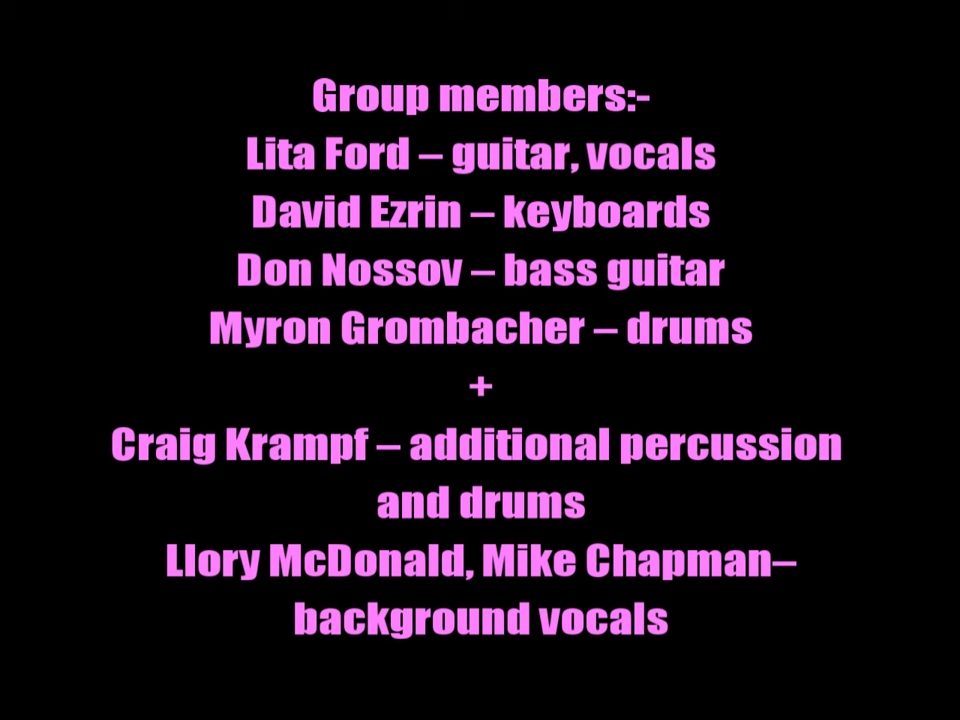 Group members:-
Lita Ford – guitar, vocals
David Ezrin – keyboards
Don Nossov – bass guitar
Myron Grombacher – drums
+
Craig Krampf – additional percussion
and drums
Llory McDonald, Mike Chapman–
background vocals